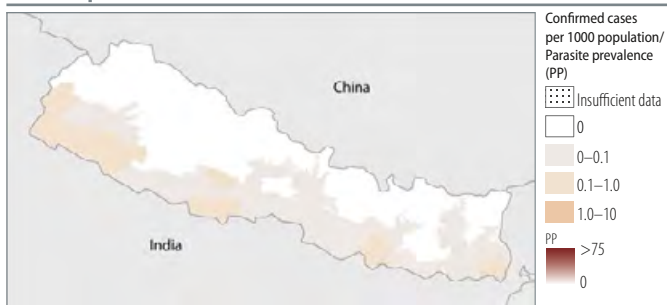 China
India
Confirmed cases
per 1000 population/
Parasite prevalence
(PP)
Insufficient data
0
0–0.1
0.1–1.0
1.0–10
PP
>75
0